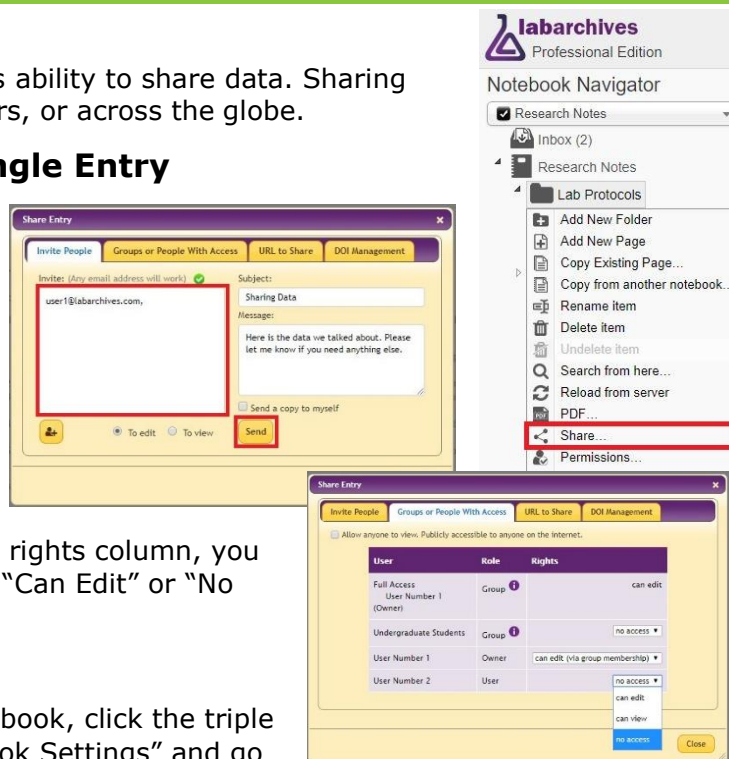 s ability to share data. Sharing
rs, or across the globe.
ngle Entry
Share Entry
x
Invite People
Groups or People With Access
URL to Share
DOI Management
Invite: (Any email address will work)
user1@labarchives.com,
Subject:
Sharing Data
Message:
Here is the data we talked about. Please
let me know if you need anything else.
Send a copy to myself
To edit
To view
Send
labarchives
Professional Edition
Notebook Navigator
Research Notes
Inbox (2)
Research Notes
Lab Protocols
Add New Folder
Add New Page
Copy Existing Page...
Copy from another notebook...
Rename item
Delete item
Undelete item
Search from here...
Reload from server
PDF PDF...
Share...
Permissions...
rights column, you
"Can Edit" or "No
Share Entry
x
Invite People
Groups or People With Access
URL to Share
DOI Management
Allow anyone to view. Publicly accessible to anyone on the internet.
User Role Rights
Full Access Group i can edit
User Number 1
(Owner)
Undergraduate Students Group i no access
User Number 1 Owner can edit (via group membership)
User Number 2 User no access
can edit
can view
no access
Close
book, click the triple
ok Settings" and go